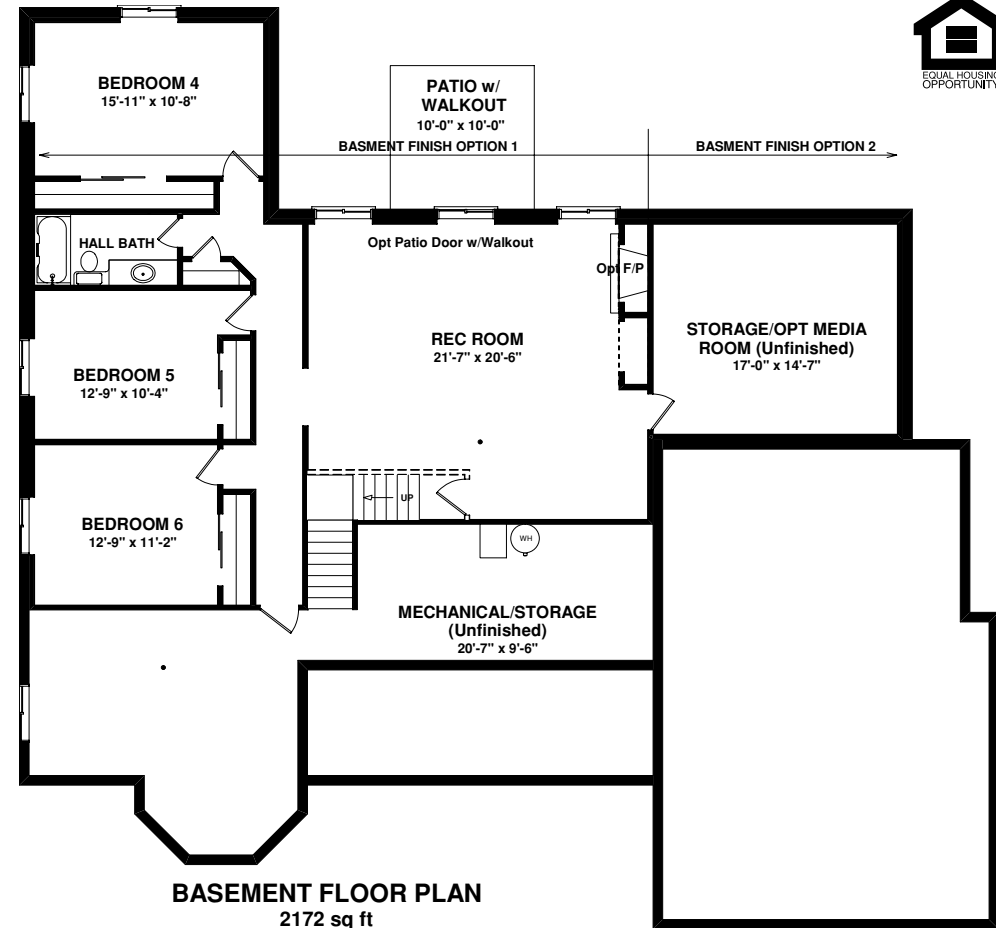 EQUAL HOUSING
OPPORTUNITY
BEDROOM 4
15'-11" x 10'-8"
PATIO w/
WALKOUT
10'-0" x 10'-0"
BASMENT FINISH OPTION 1
BASMENT FINISH OPTION 2
HALL BATH
Opt Patio Door w/Walkout
Opt F/P
REC ROOM
21'-7" x 20'-6"
STORAGE/OPT MEDIA
ROOM (Unfinished)
17'-0" x 14'-7"
BEDROOM 5
12'-9" x 10'-4"
UP
BEDROOM 6
12'-9" x 11'-2"
WH
MECHANICAL/STORAGE
(Unfinished)
20'-7" x 9'-6"
BASEMENT FLOOR PLAN
2172 sq ft